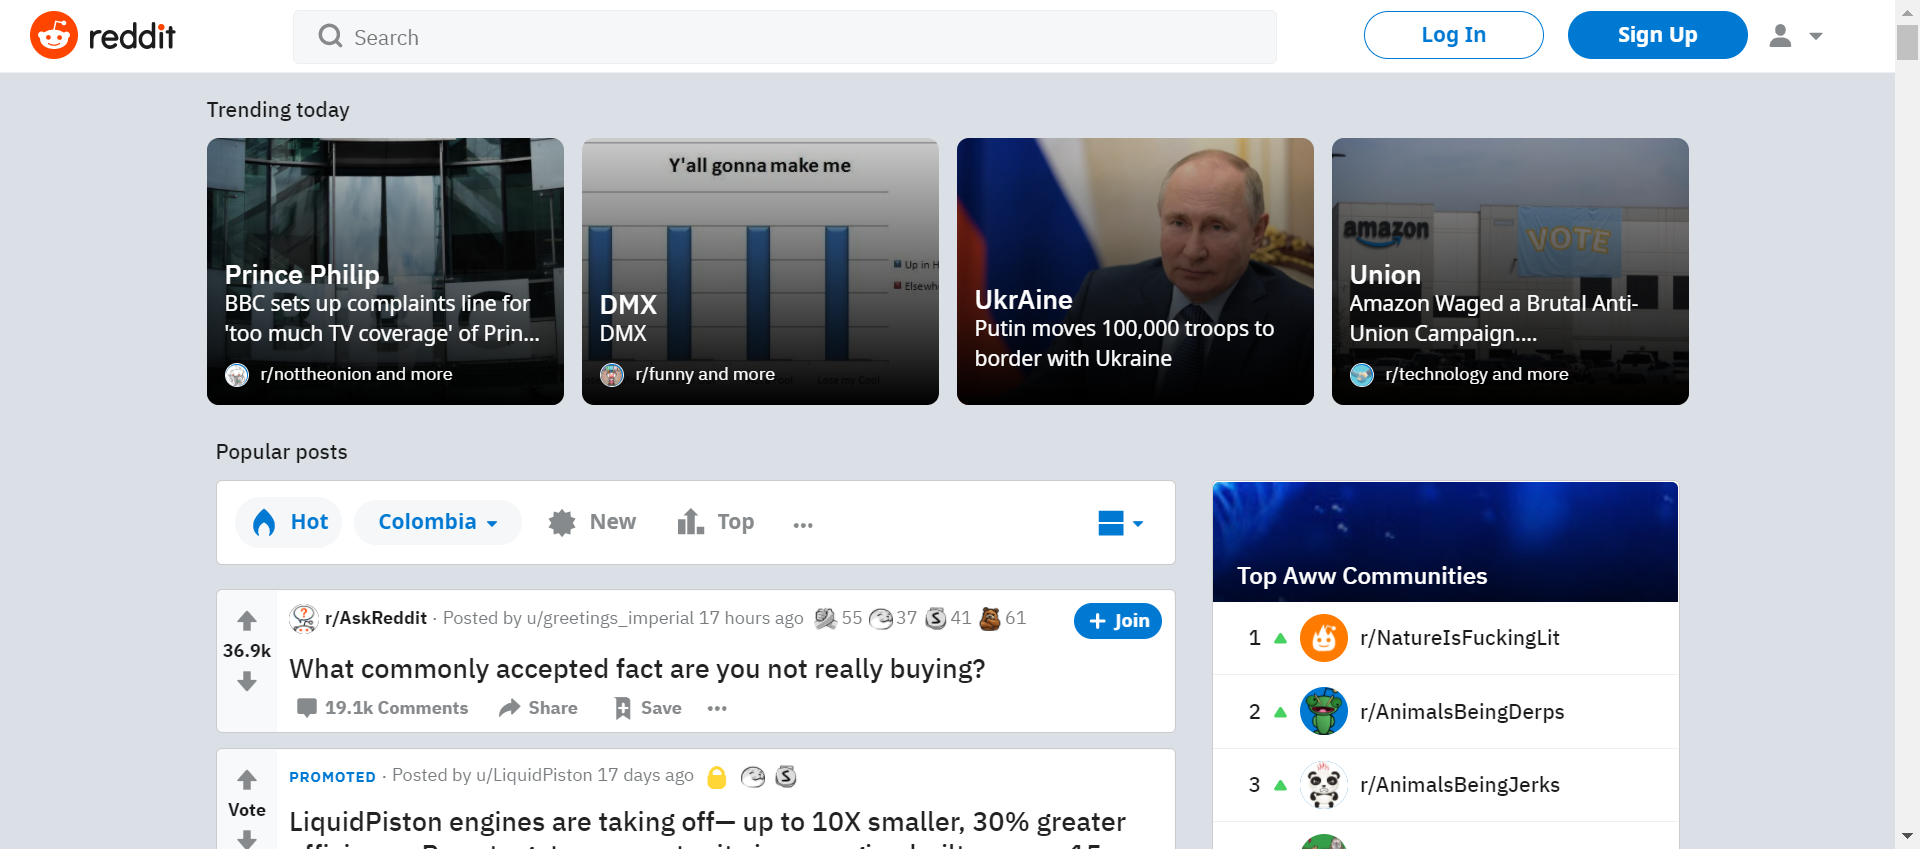 reddit
Search
Log In
Sign Up
Trending today
Prince Philip
BBC sets up complaints line for
'too much TV coverage' of Prin...
r/nottheonion and more
Y'all gonna make me
Up in H
Elsewh
DMX
DMX
r/funny and more
Lose my Cool
UkrAine
Putin moves 100,000 troops to
border with Ukraine
amazon
VOTE
Union
Amazon Waged a Brutal Anti-
Union Campaign....
r/technology and more
Popular posts
Hot
Colombia
New
Top
...
r/AskReddit · Posted by u/greetings_imperial 17 hours ago 55 37 41 61
+ Join
36.9k
What commonly accepted fact are you not really buying?
19.1k Comments
Share
Save
...
PROMOTED · Posted by u/LiquidPiston 17 days ago
Vote
LiquidPiston engines are taking off— up to 10X smaller, 30% greater
Top Aww Communities
1 r/NatureIsFuckingLit
2 r/AnimalsBeingDerps
3 r/AnimalsBeingJerks